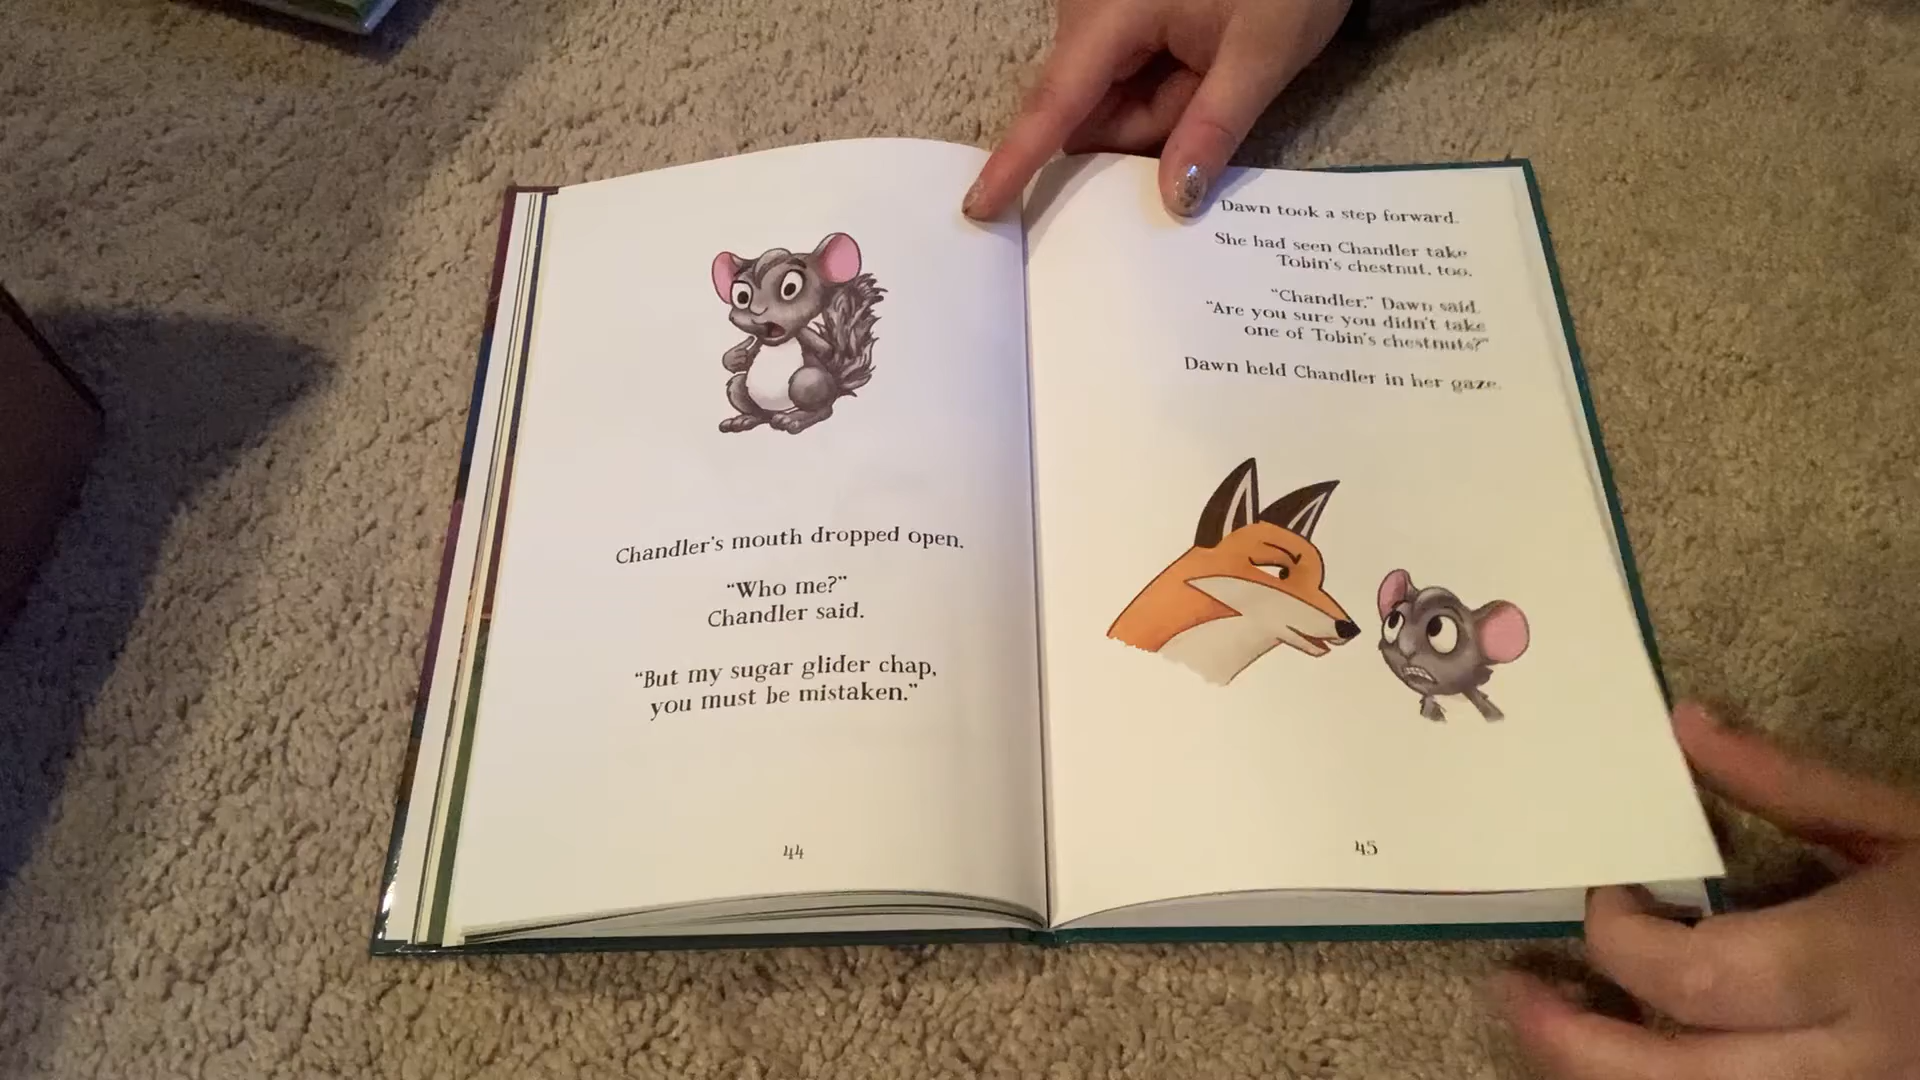 Chandler's mouth dropped open.
“Who me?”
Chandler said.
“But my sugar glider chap,
you must be mistaken.”
44
Dawn took a step forward.
She had seen Chandler take
Tobin's chestnut, too.
“Chandler,” Dawn said.
“Are you sure you didn't take
one of Tobin's chestnuts?”
Dawn held Chandler in her gaze.
45